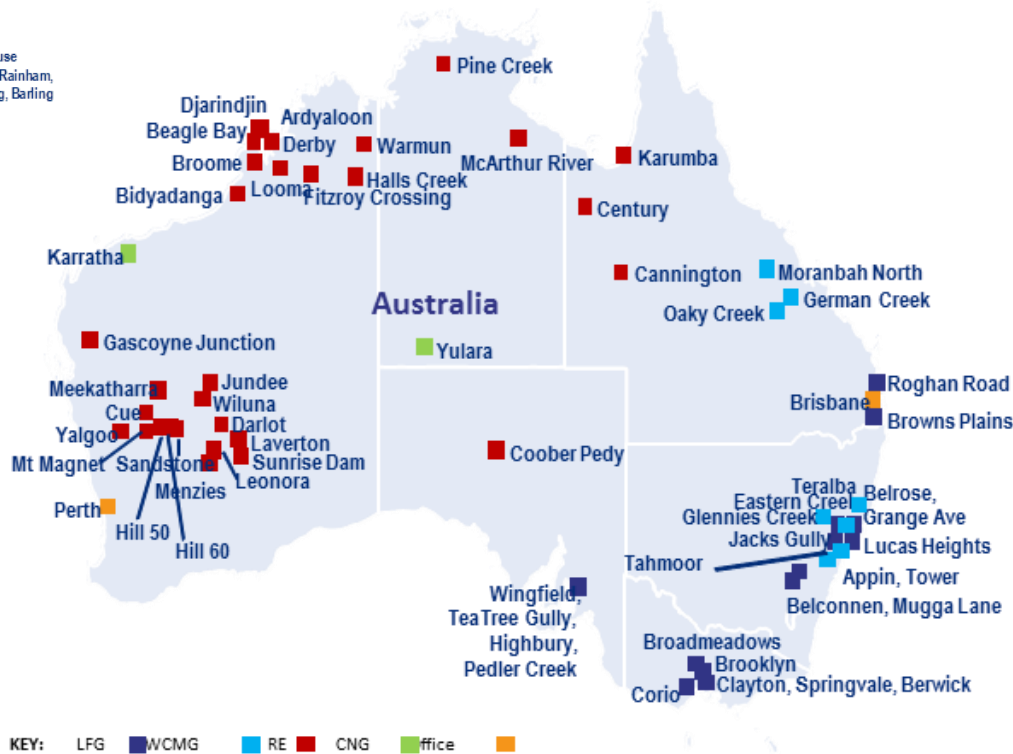 use
Rainham,
g, Barling
Pine Creek
Djarindjin
Ardyaloon
Beagle Bay
Derby
Warmun
McArthur River
Karumba
Broome
Looma
Halls Creek
Fitzroy Crossing
Bidyadanga
Century
Karratha
Cannington
Moranbah North
German Creek
Oaky Creek
Australia
Gascoyne Junction
Yulara
Meekatharra
Jundee
Wiluna
Roghan Road
Brisbane
Browns Plains
Cue
Darlot
Yalgoo
Laverton
Coober Pedy
Mt Magnet
Sandstone
Sunrise Dam
Leonora
Menzies
Perth
Hill 50
Hill 60
Teralba
Eastern Creek
Belrose,
Glennies Creek
Grange Ave
Jacks Gully
Lucas Heights
Tahmoor
Appin, Tower
Belconnen, Mugga Lane
Wingfield,
TeaTree Gully,
Highbury,
Pedler Creek
Broadmeadows
Brooklyn
Clayton, Springvale, Berwick
Corio
KEY: LFG WCMG RE CNG ffice